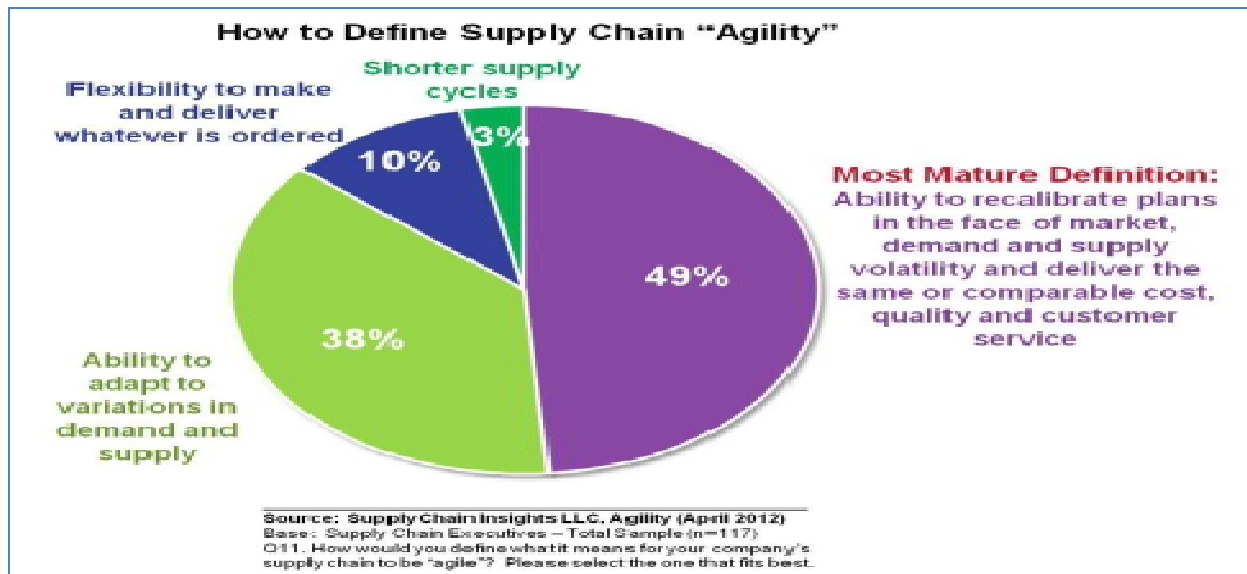 How to Define Supply Chain “Agility”
Shorter supply
cycles
Flexibility to make
and deliver
whatever is ordered
3%
10%
Most Mature Definition:
Ability to recalibrate plans
in the face of market,
demand and supply
volatility and deliver the
same or comparable cost,
quality and customer
service
49%
38%
Ability to
adapt to
variations in
demand and
supply
Source: Supply Chain Insights LLC, Agility (April 2012)
Base: Supply Chain Executives – Total Sample (n=117)
Q11. How would you define what it means for your company's
supply chain to be "agile"? Please select the one that fits best.